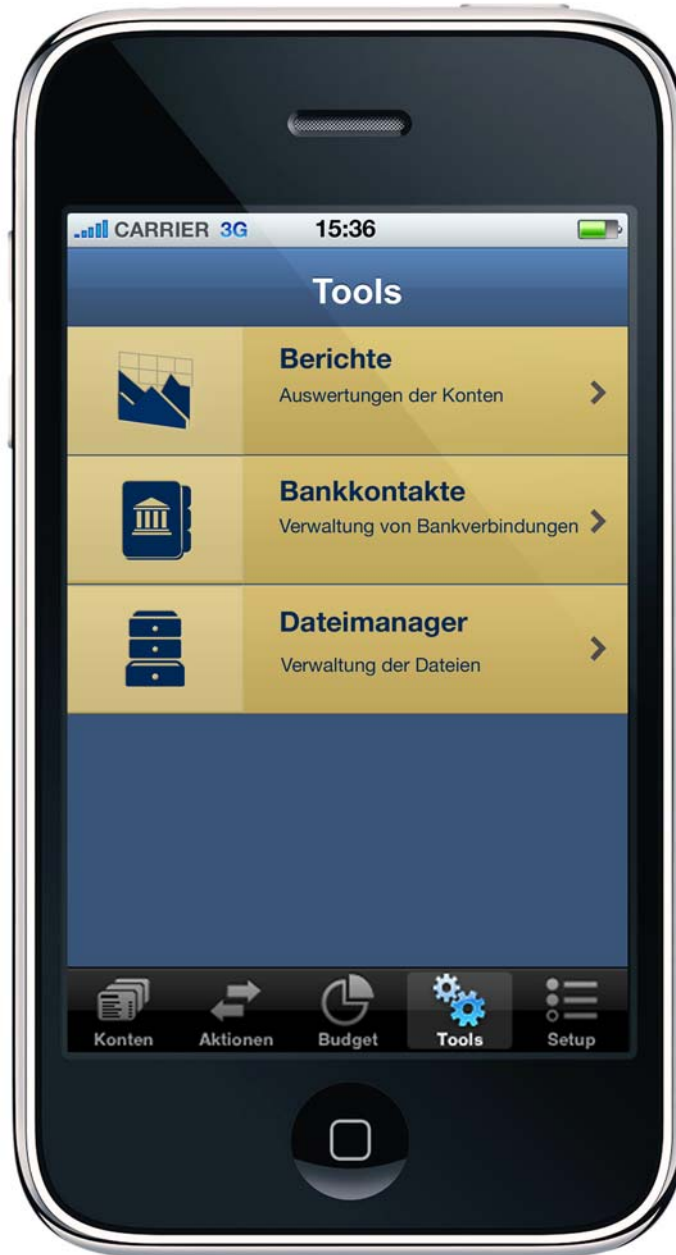 CARRIER 3G 15:36
Tools
Berichte
Auswertungen der Konten
Bankkontakte
Verwaltung von Bankverbindungen
Dateimanager
Verwaltung der Dateien
Konten Aktionen Budget Tools Setup